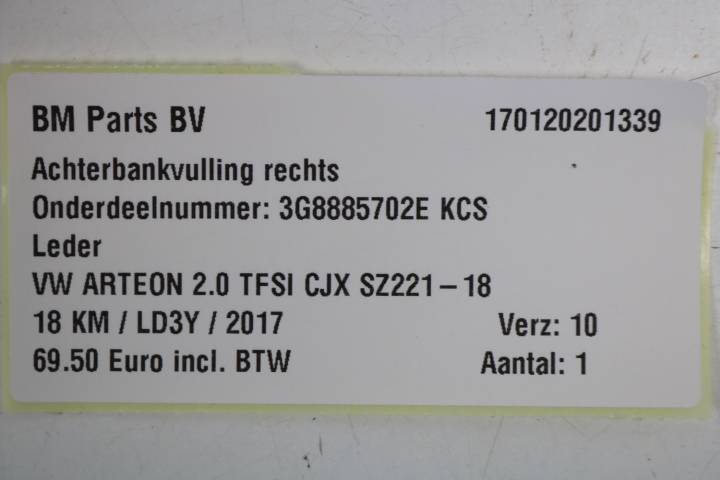 BM Parts BV 170120201339
Achterbankvulling rechts
Onderdeelnummer: 3G8885702E KCS
Leder
VW ARTEON 2.0 TFSI CJX SZ221-18
18 KM / LD3Y / 2017 Verz: 10
69.50 Euro incl. BTW Aantal: 1